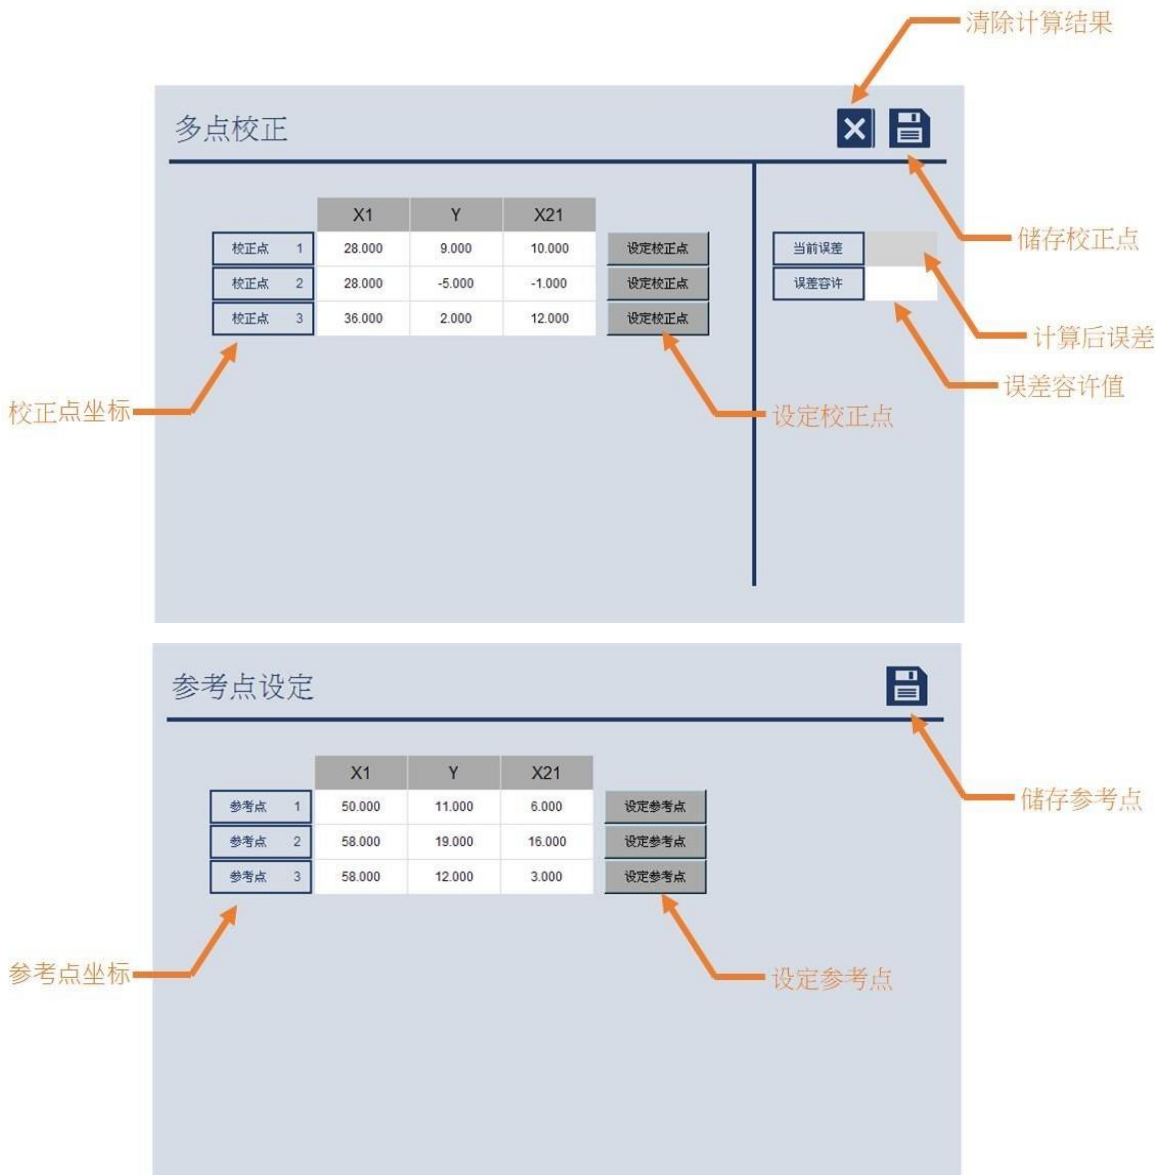 清除计算结果
多点校正
X1 Y X21
校正点 1 28.000 9.000 10.000 设定校正点 当前误差
储存校正点
校正点 2 28.000 -5.000 -1.000 设定校正点 误差容许
校正点 3 36.000 2.000 12.000 设定校正点
计算后误差
误差容许值
校正点坐标
设定校正点
参考点设定
X1 Y X21
参考点 1 50.000 11.000 6.000 设定参考点
储存参考点
参考点 2 58.000 19.000 16.000 设定参考点
参考点 3 58.000 12.000 3.000 设定参考点
参考点坐标
设定参考点